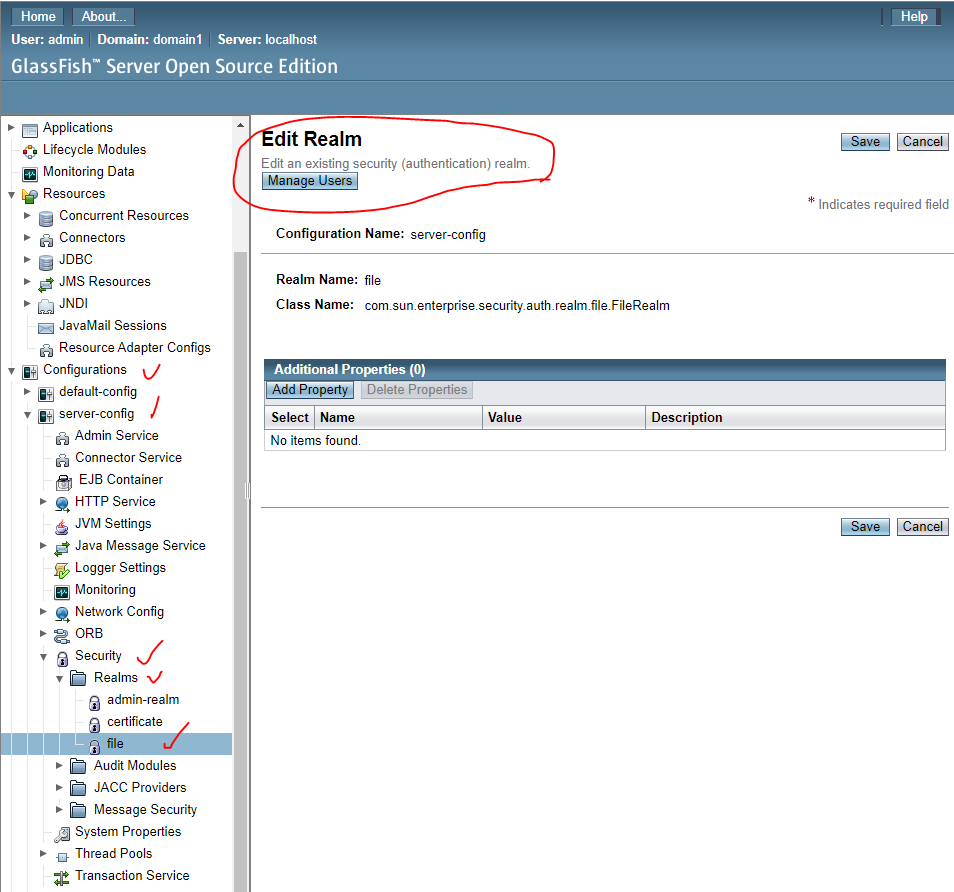 Home About... Help
User: admin Domain: domain1 Server: localhost
GlassFish™ Server Open Source Edition
Applications
Lifecycle Modules
Monitoring Data
Resources
Concurrent Resources
Connectors
JDBC
JMS Resources
JNDI
JavaMail Sessions
Resource Adapter Configs
Configurations
default-config
server-config
Admin Service
Connector Service
EJB Container
HTTP Service
JVM Settings
Java Message Service
Logger Settings
Monitoring
Network Config
ORB
Security
Realms
admin-realm
certificate
file
Audit Modules
JACC Providers
Message Security
System Properties
Thread Pools
Transaction Service
Edit Realm
Save Cancel
Edit an existing security (authentication) realm.
Manage Users
* Indicates required field
Configuration Name: server-config
Realm Name: file
Class Name: com.sun.enterprise.security.auth.realm.file.FileRealm
Additional Properties (0)
Add Property Delete Properties
Select Name Value Description
No items found.
Save Cancel